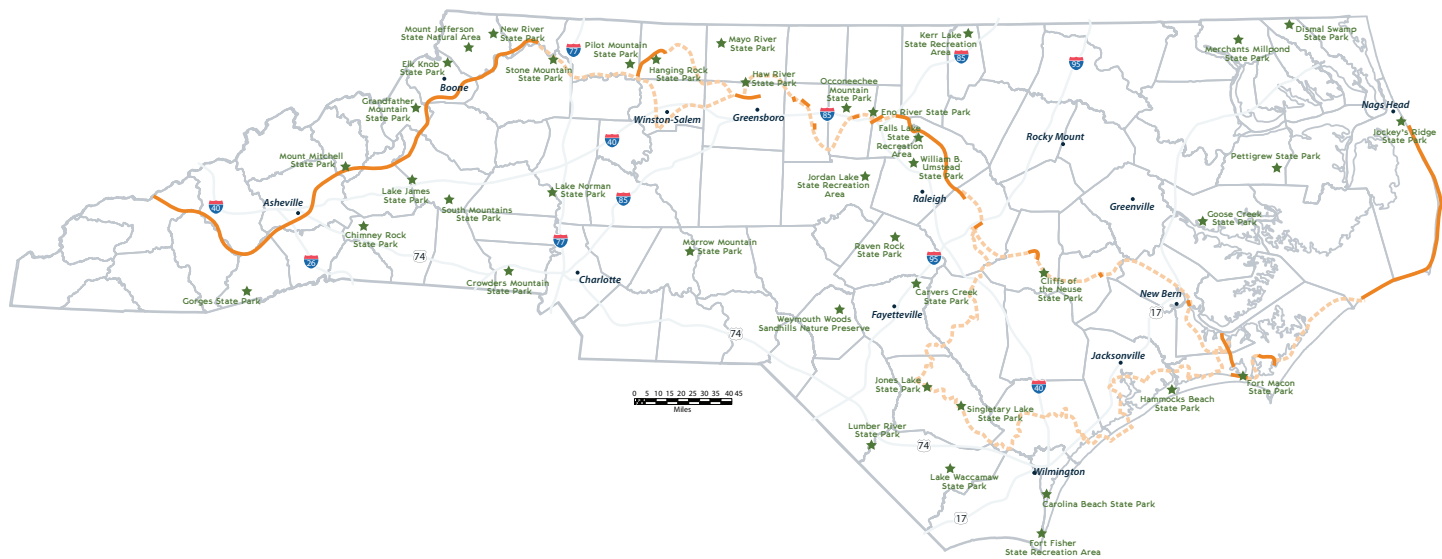 Mount Jefferson
State Natural Area
New River
State Park
77
Pilot Mountain
State Park
Mayo River
State Park
Kerr Lake
State Recreation
Area
85
95
Merchants Millpond
State Park
Dismal Swamp
State Park
Elk Knob
State Park
Boone
Stone Mountain
State Park
Hanging Rock
State Park
Haw River
State Park
Occoneechee
Mountain
State Park
Grandfather
Mountain
State Park
Winston-Salem
Greensboro
85
Eno River State Park
Nags Head
Jockey's Ridge
State Park
40
Falls Lake
State
Recreation
Area
Rocky Mount
Mount Mitchell
State Park
William B.
Umstead
State Park
Pettigrew State Park
Lake James
State Park
Lake Norman
State Park
Jordan Lake
State Recreation
Area
Raleigh
Asheville
40
South Mountains
State Park
85
Greenville
Goose Creek
State Park
Chimney Rock
State Park
77
Morrow Mountain
State Park
Raven Rock
State Park
26
74
95
Crowders Mountain
State Park
Charlotte
Cliffs of
the Neuse
State Park
Gorges State Park
Carvers Creek
State Park
New Bern
Weymouth Woods
Sandhills Nature Preserve
Fayetteville
17
74
Jacksonville
Jones Lake
State Park
40
Fort Macon
State Park
0 5 10 15 20 25 30 35 40 45
Miles
Hammocks Beach
State Park
Singletary Lake
State Park
Lumber River
State Park
74
Lake Waccamaw
State Park
Wilmington
Carolina Beach State Park
17
Fort Fisher
State Recreation Area